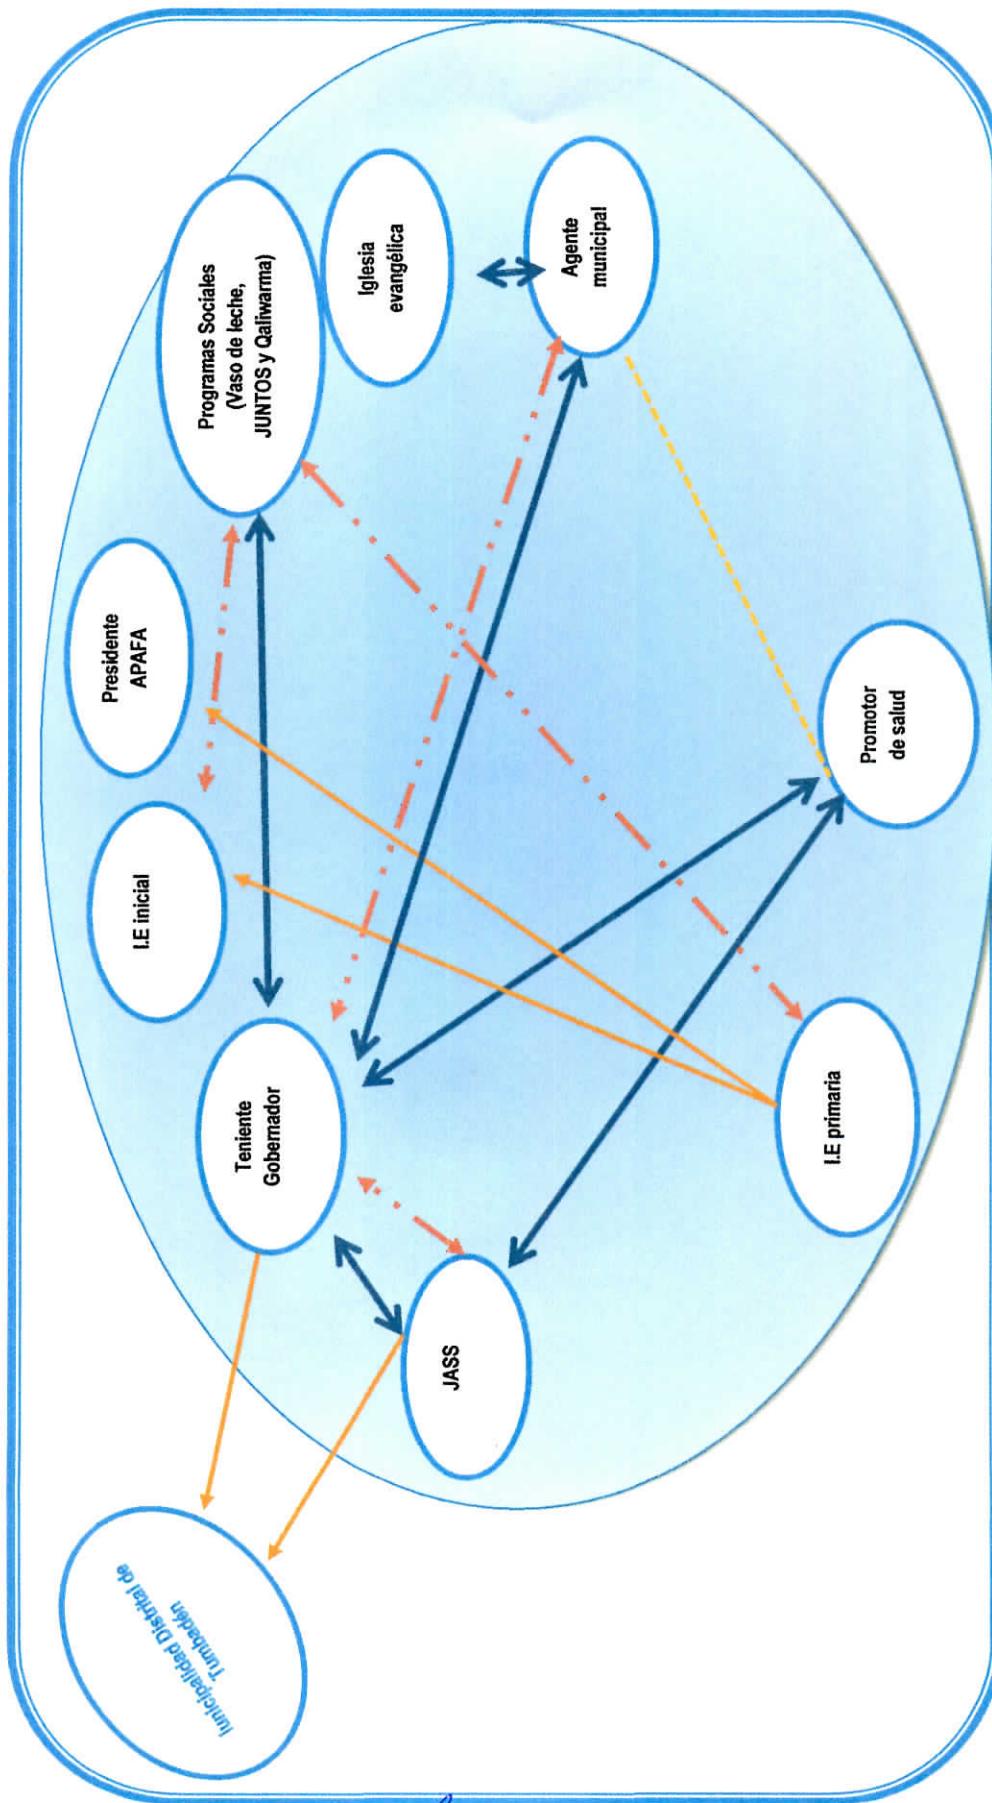 Iunicipalidad Distrital de
Tumbadén
Teniente
Gobernador
I.E inicial
Presidente
APAFA
Programas Sociales
(Vaso de leche,
JUNTOS y Qaliwarma)
Iglesia
evangélica
Agente
municipal
JASS
I.E primaria
Promotor
de salud